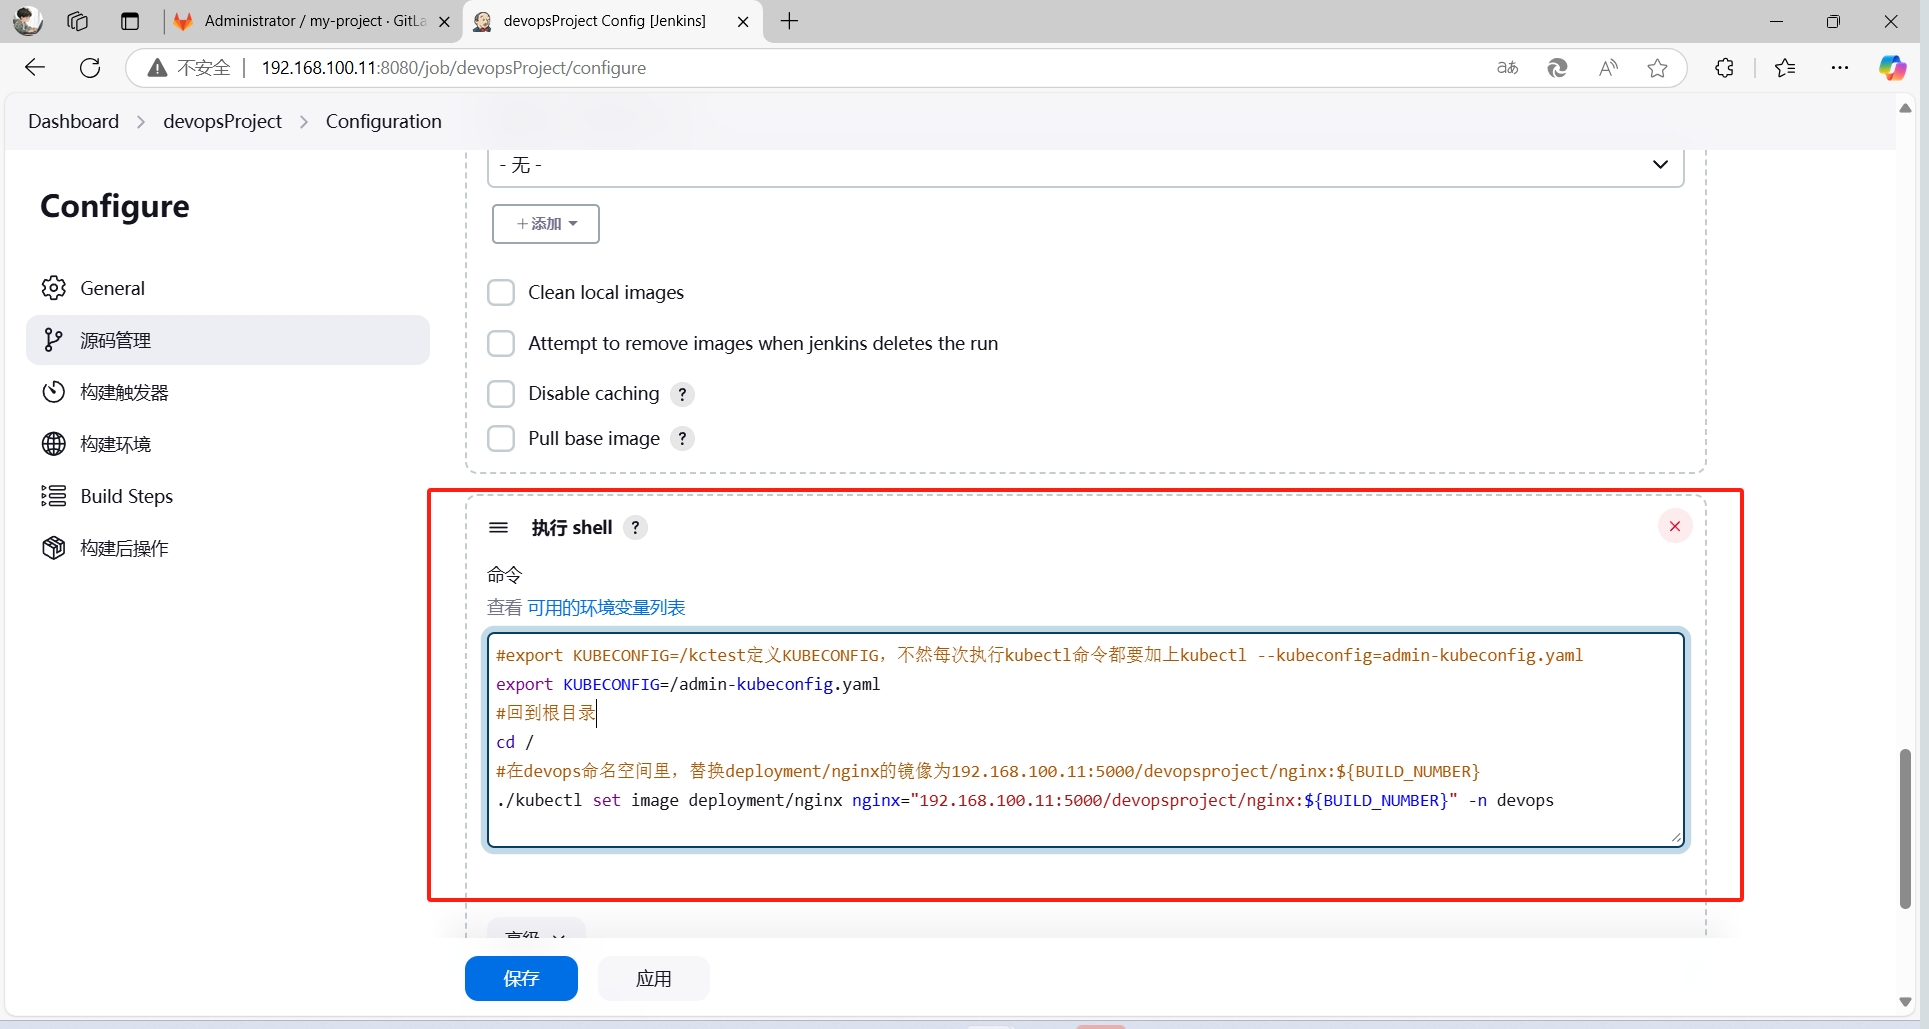 Administrator / my-project · GitLa
devopsProject Config [Jenkins]
不安全
192.168.100.11:8080/job/devopsProject/configure
aあ
Dashboard
devopsProject
Configuration
- 无 -
Configure
+ 添加
General
Clean local images
源码管理
Attempt to remove images when jenkins deletes the run
构建触发器
Disable caching ?
构建环境
Pull base image ?
Build Steps
执行 shell ?
构建后操作
命令
查看 可用的环境变量列表
#export KUBECONFIG=/kctest定义KUBECONFIG，不然每次执行kubectl命令都要加上kubectl --kubeconfig=admin-kubeconfig.yaml
export KUBECONFIG=/admin-kubeconfig.yaml
#回到根目录
cd /
#在devops命名空间里，替换deployment/nginx的镜像为192.168.100.11:5000/devopsproject/nginx:${BUILD_NUMBER}
./kubectl set image deployment/nginx nginx="192.168.100.11:5000/devopsproject/nginx:${BUILD_NUMBER}" -n devops
高级
保存
应用